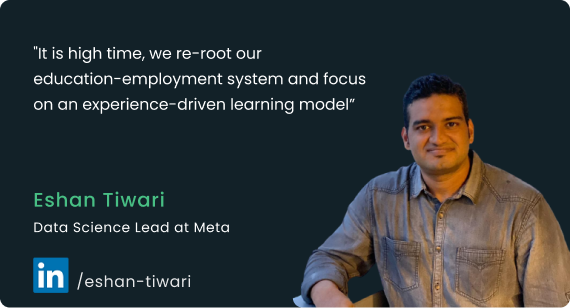 "It is high time, we re-root our
education-employment system and focus
on an experience-driven learning model”
Eshan Tiwari
Data Science Lead at Meta
in /eshan-tiwari